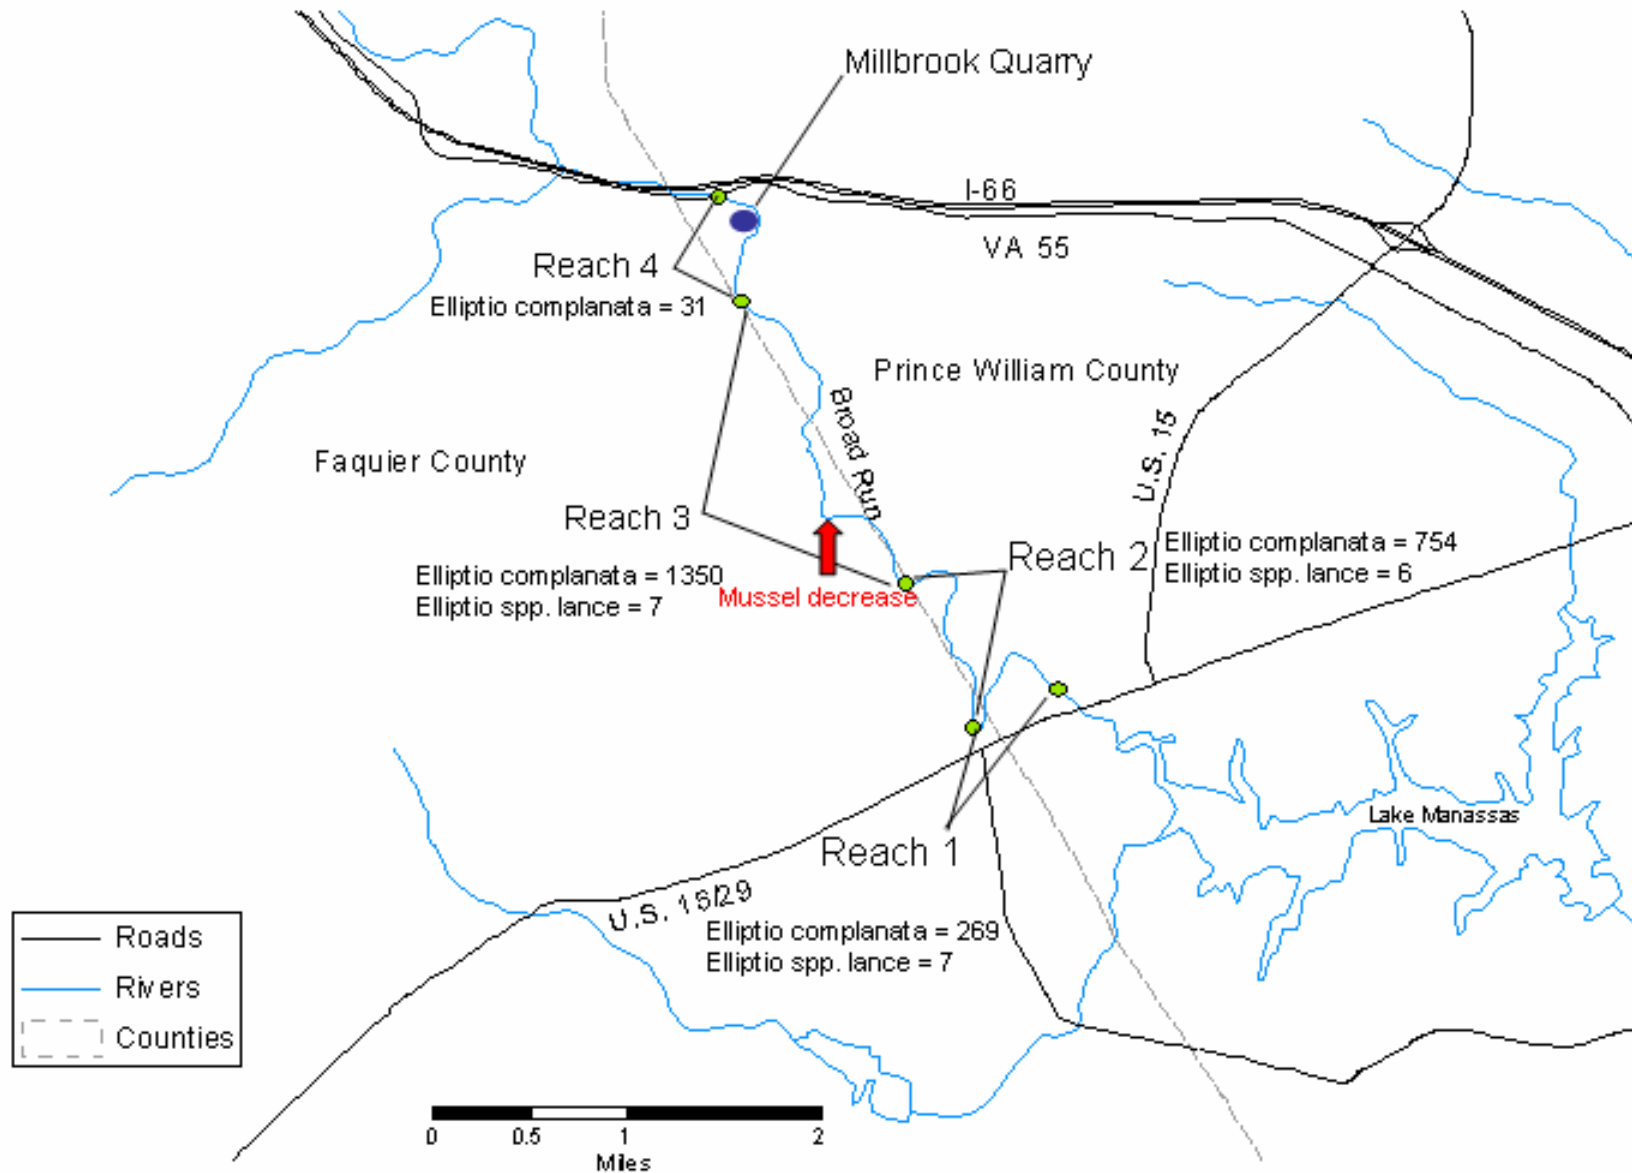 Millbrook Quarry
I-66
VA 55
Reach 4
Elliptio complanata = 31
Prince William County
Broad Run
U.S. 15
Faquier County
Reach 3
Elliptio complanata = 1350
Elliptio spp. lance = 7
Mussel decrease
Reach 2
Elliptio complanata = 754
Elliptio spp. lance = 6
Lake Manassas
Reach 1
U.S. 15/29
Elliptio complanata = 269
Elliptio spp. lance = 7
Roads
Rivers
Counties
0 0.5 1 2
Miles